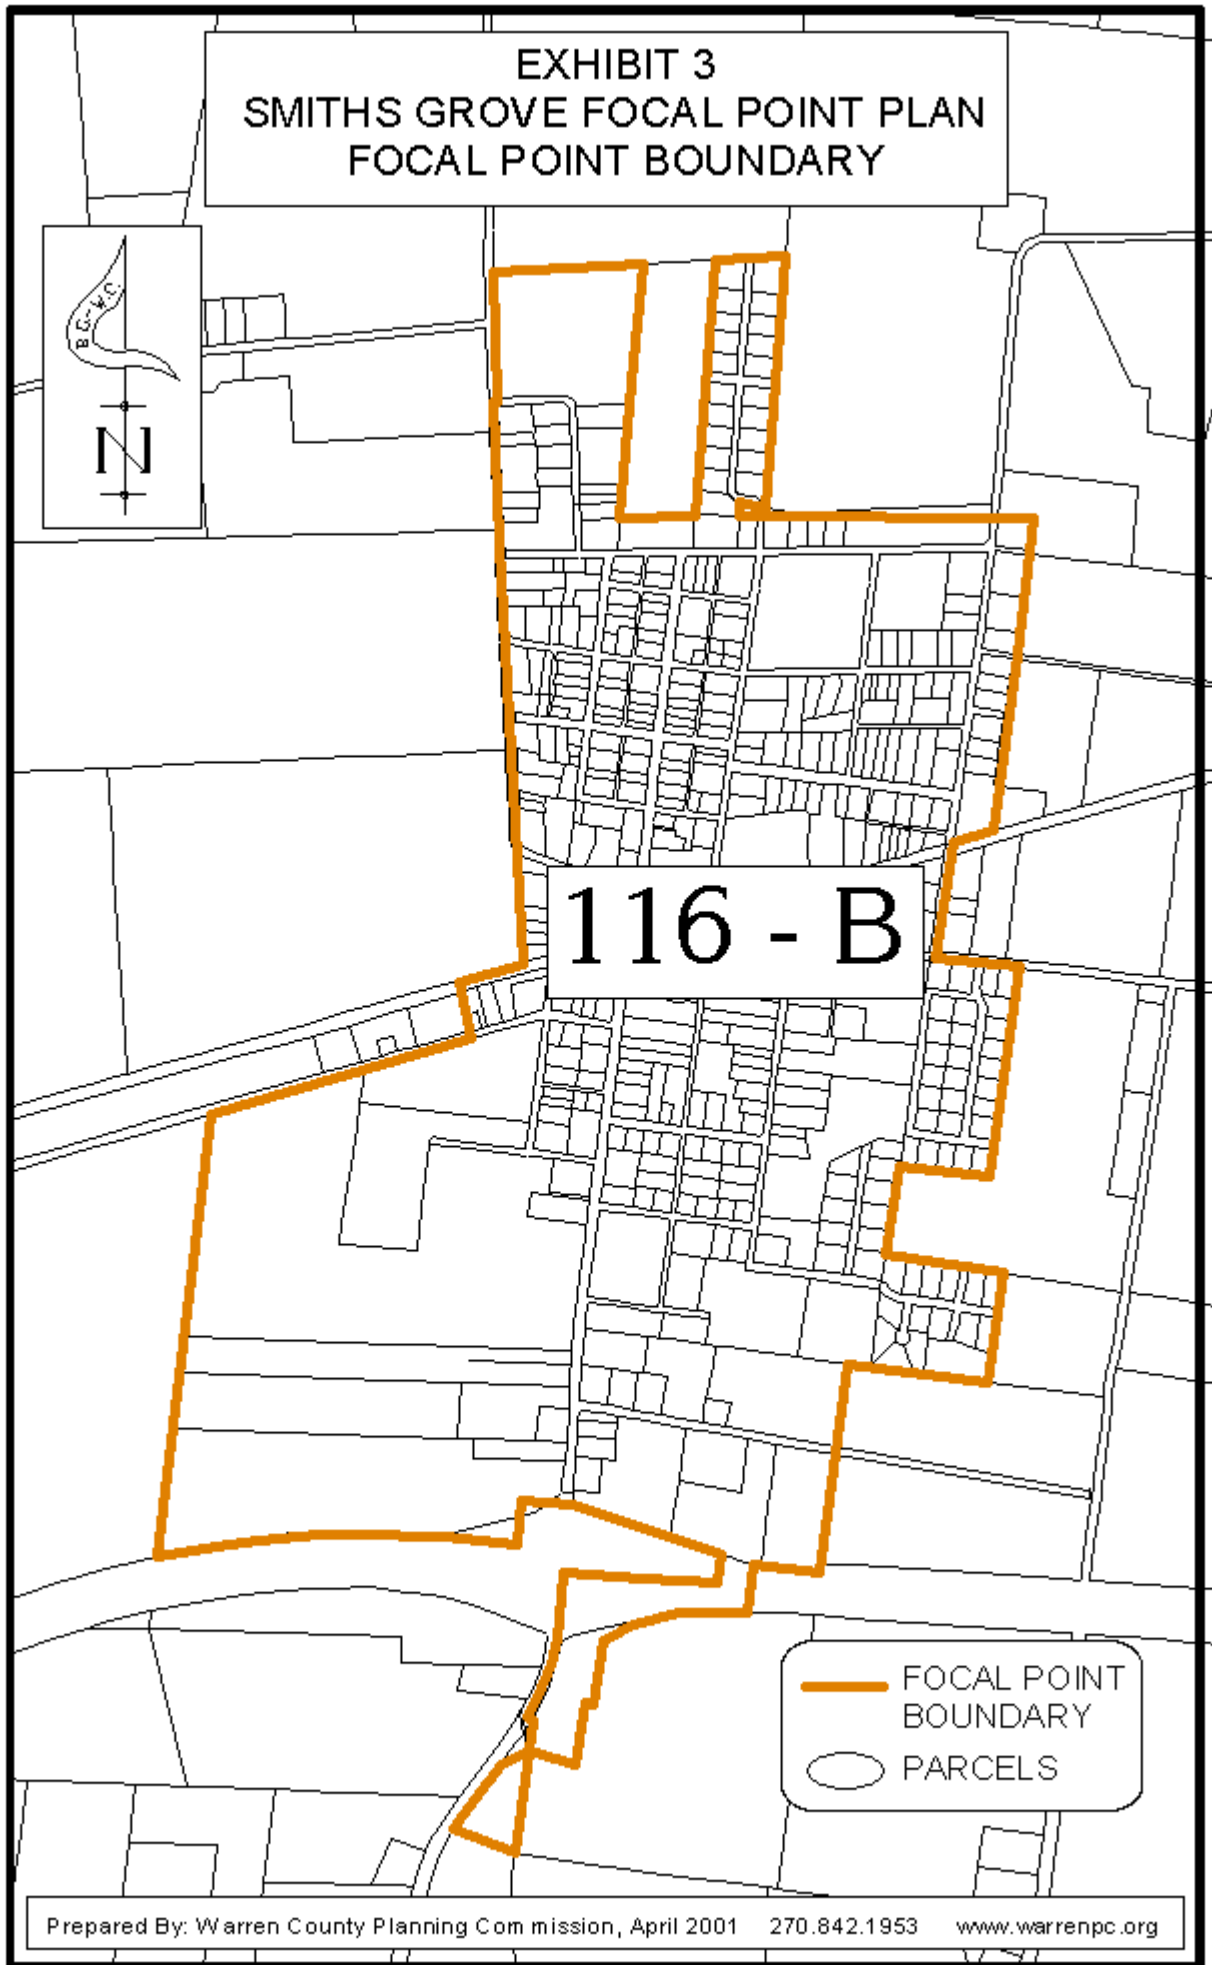 EXHIBIT 3
SMITHS GROVE FOCAL POINT PLAN
FOCAL POINT BOUNDARY
B.G.-W.C.
N
116 - B
FOCAL POINT
BOUNDARY
PARCELS
Prepared By: Warren County Planning Commission, April 2001 270.842.1953 www.warrenpc.org